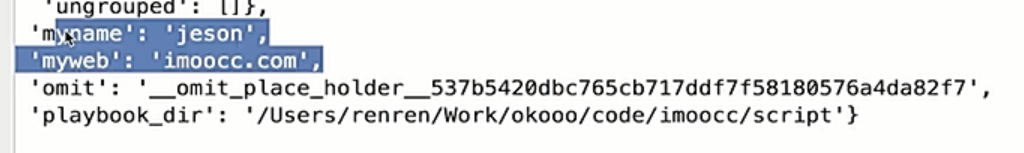 'ungrouped': []},
'myname': 'jeson',
'myweb': 'imoocc.com',
'omit': '__omit_place_holder__537b5420dbc765cb717ddf7f58180576a4da82f7',
'playbook_dir': '/Users/renren/Work/okooo/code/imoocc/script'}